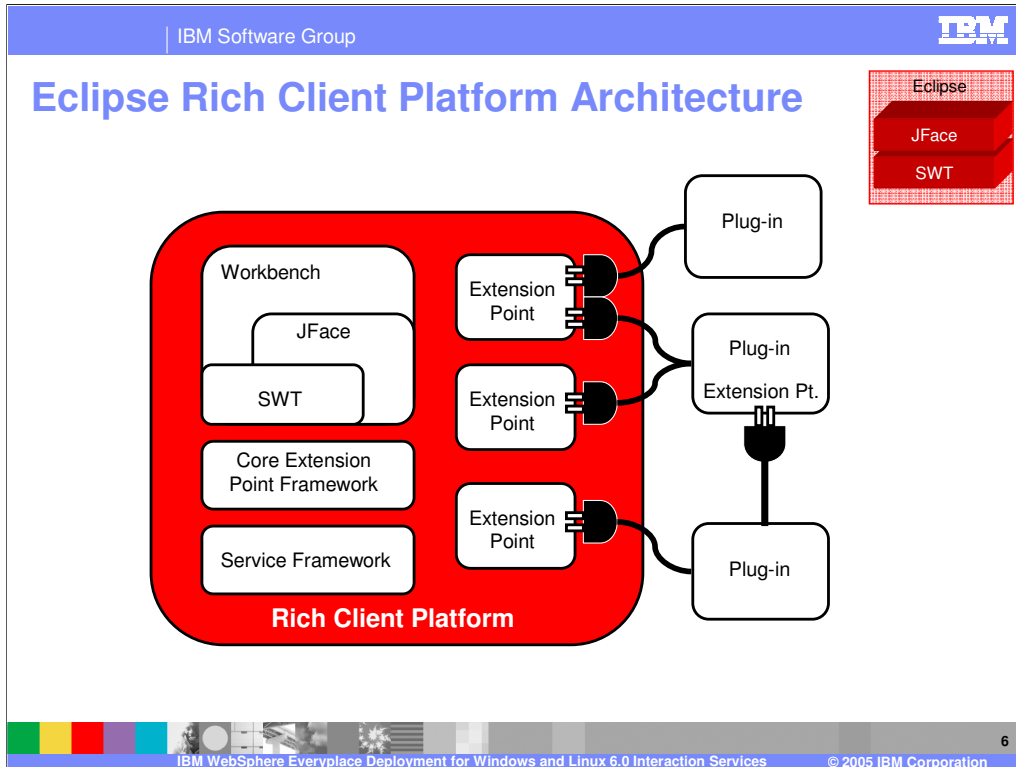 IBM Software Group
IBM
Eclipse Rich Client Platform Architecture
Eclipse
JFace
SWT
Workbench
JFace
SWT
Core Extension
Point Framework
Service Framework
Extension
Point
Extension
Point
Extension
Point
Rich Client Platform
Plug-in
Plug-in
Extension Pt.
Plug-in
6
IBM WebSphere Everyplace Deployment for Windows and Linux 6.0 Interaction Services
© 2005 IBM Corporation